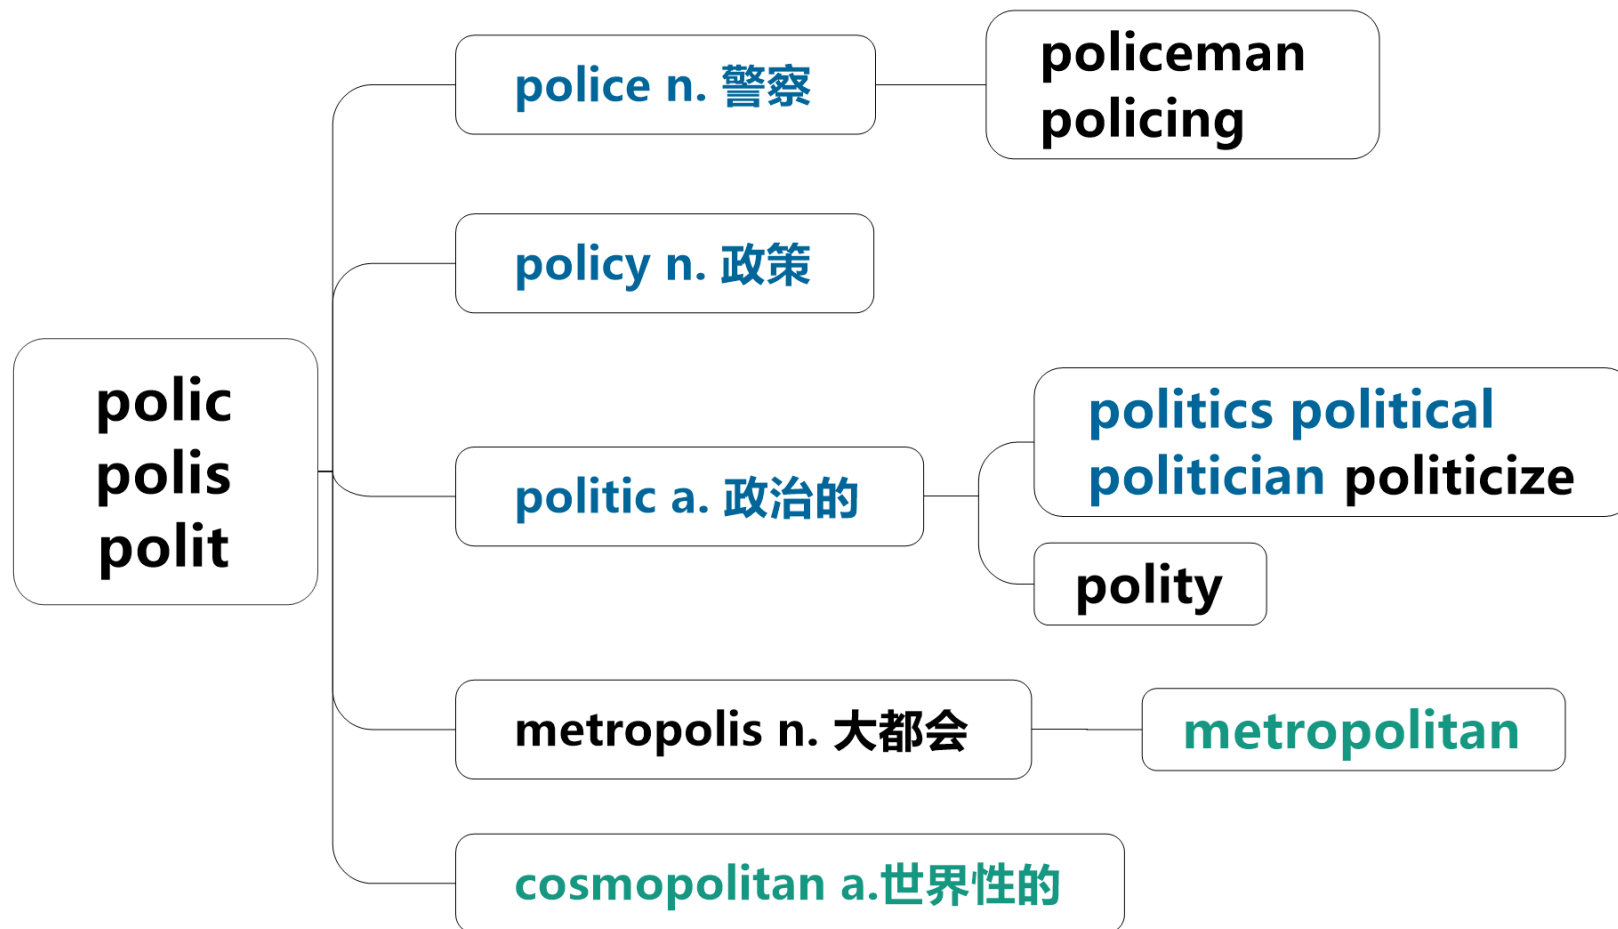 polic
polis
polit
police n. 警察
policeman
policing
policy n. 政策
politic a. 政治的
politics political
politician politicize
polity
metropolis n. 大都会
metropolitan
cosmopolitan a.世界性的